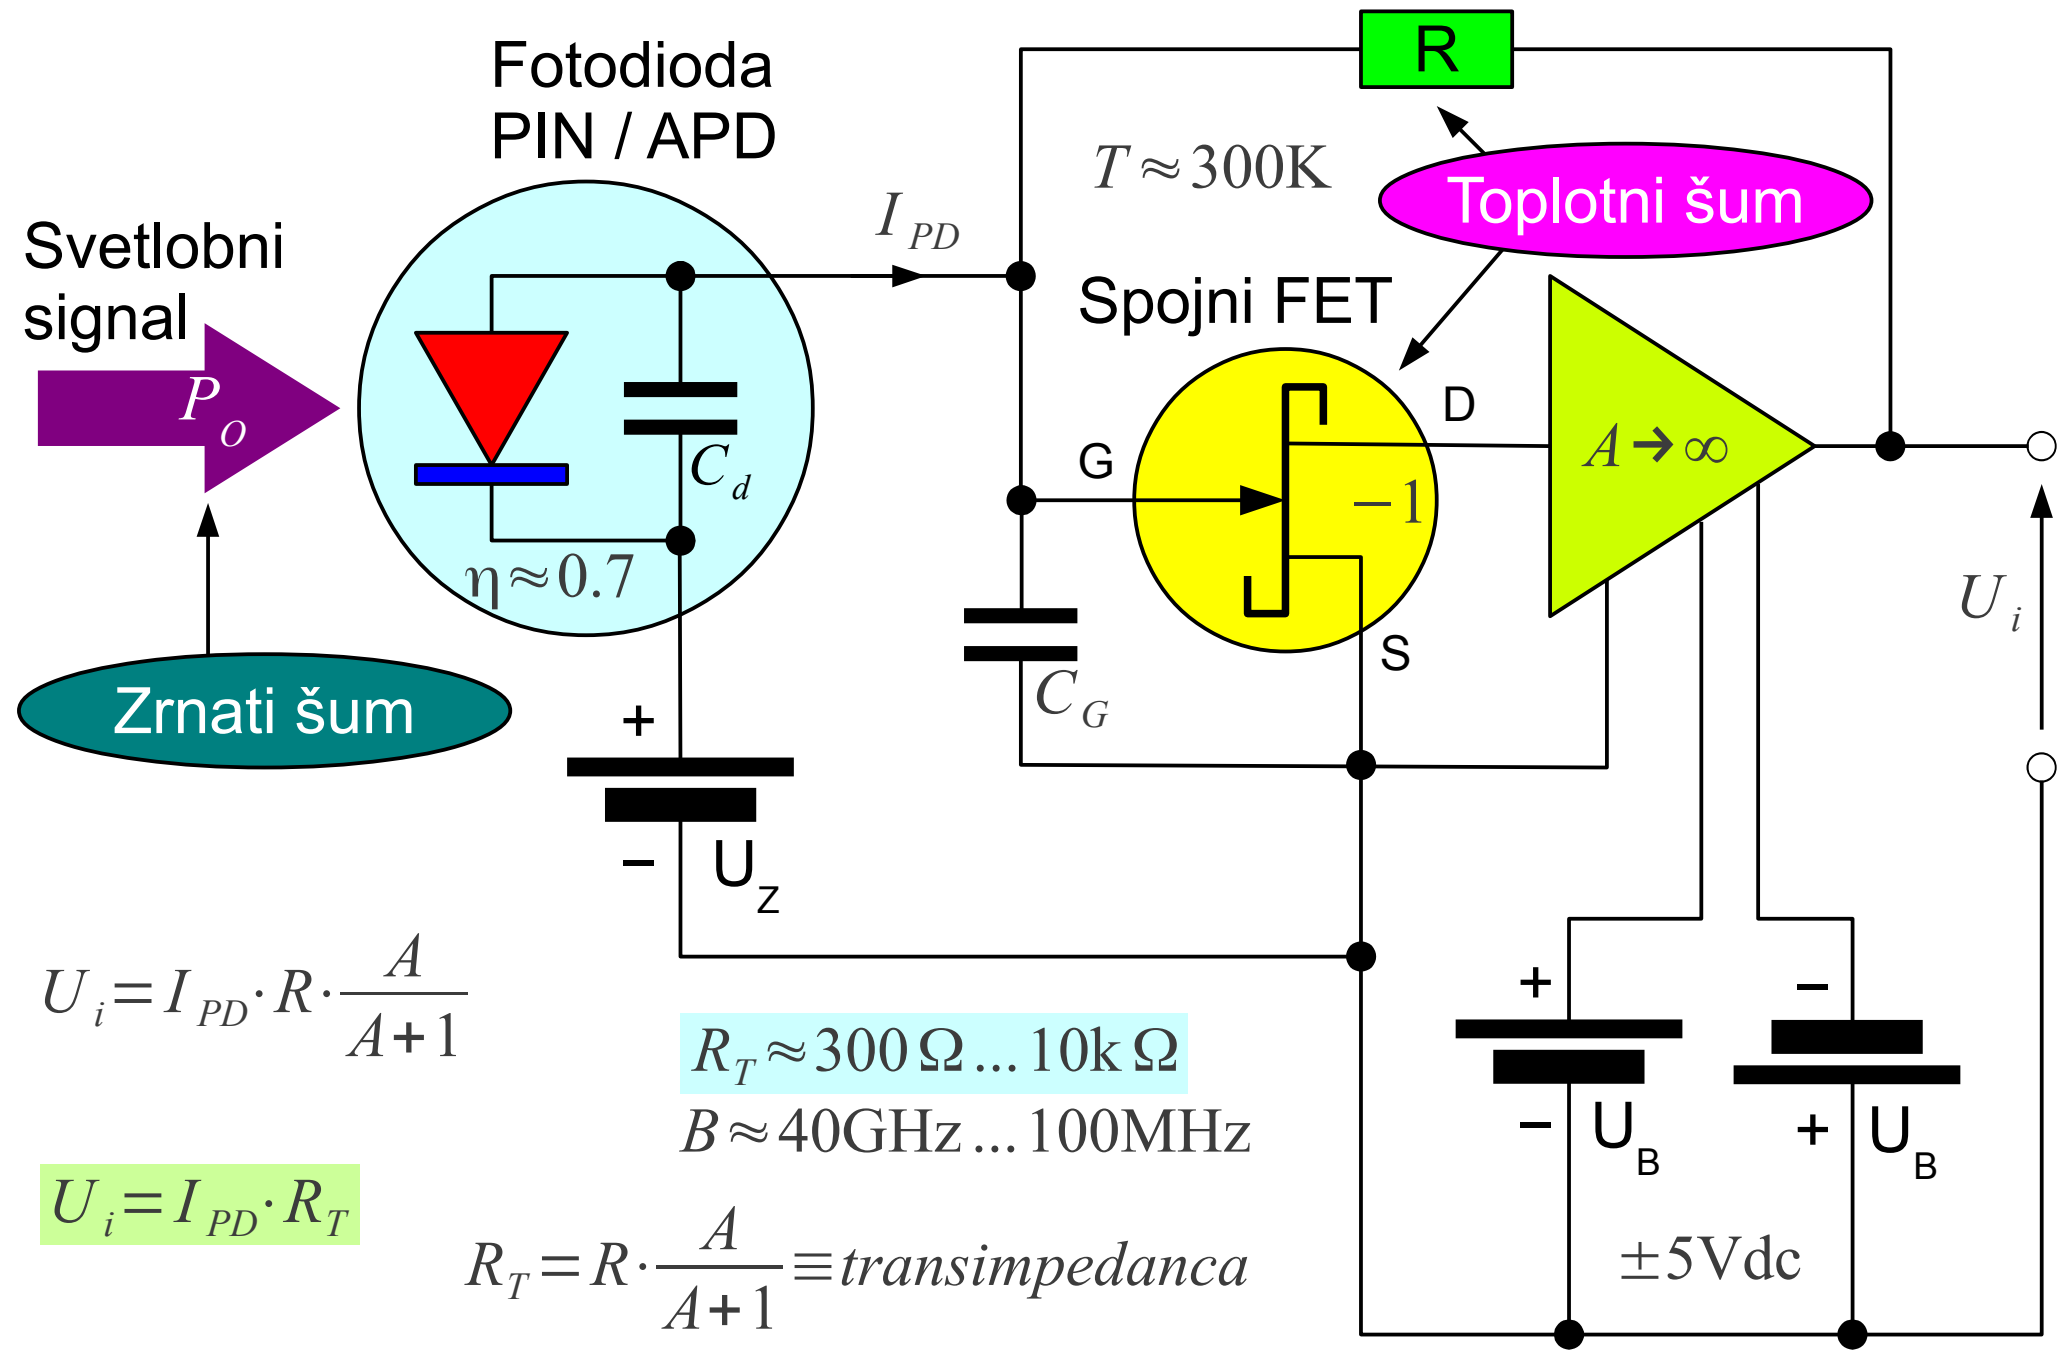 Fotodioda
PIN / APD
R
T ≈ 300K
Toplotni šum
I_PD
Svetlobni
signal
P_O
Spojni FET
D
A → ∞
G
C_d
−1
η ≈ 0.7
U_i
S
Zrnati šum
C_G
+
−
U_Z
U_i = I_PD · R · A/(A+1)
+
−
R_T ≈ 300 Ω ... 10k Ω
B ≈ 40GHz ... 100MHz
−
U_B
+
U_B
U_i = I_PD · R_T
R_T = R · A/(A+1) ≡ transimpedanca
±5Vdc